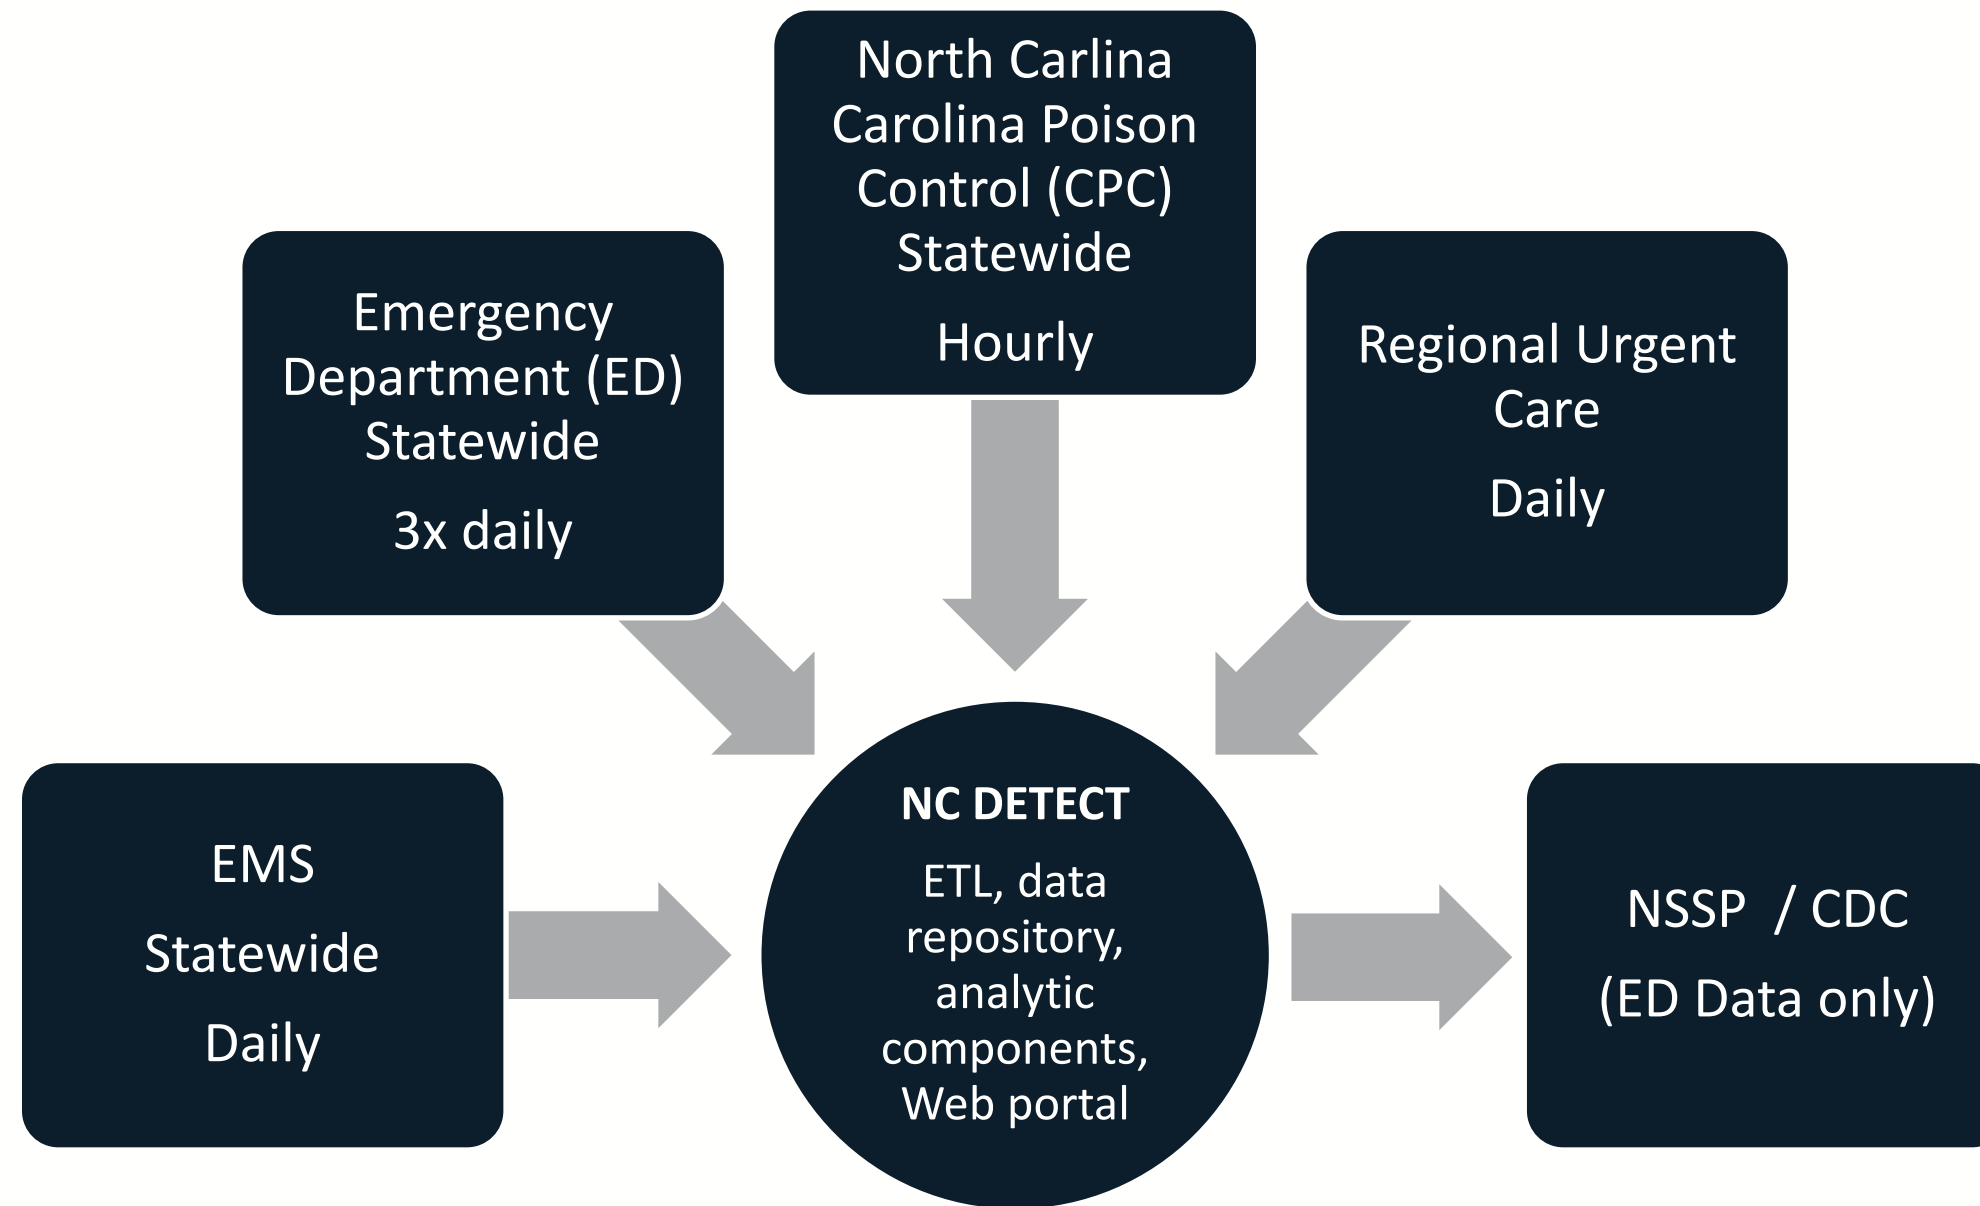 North Carlina
Carolina Poison
Control (CPC)
Statewide
Hourly
Emergency
Department (ED)
Statewide
3x daily
Regional Urgent
Care
Daily
EMS
Statewide
Daily
NC DETECT
ETL, data
repository,
analytic
components,
Web portal
NSSP / CDC
(ED Data only)